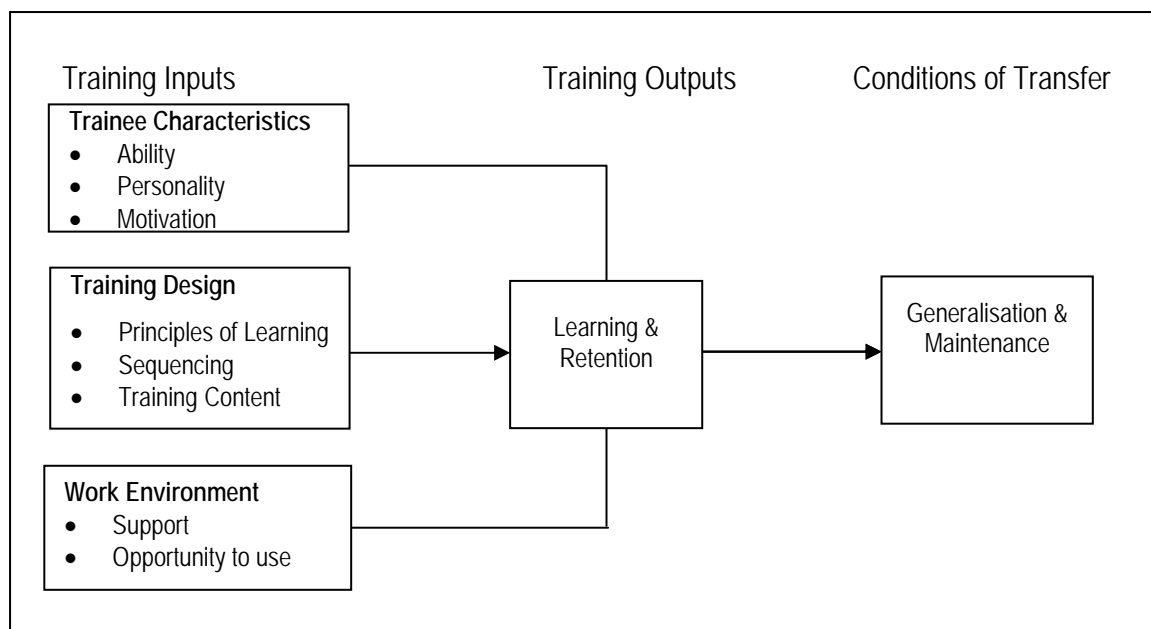 Training Inputs
Training Outputs
Conditions of Transfer
Trainee Characteristics
• Ability
• Personality
• Motivation
Training Design
• Principles of Learning
• Sequencing
• Training Content
Work Environment
• Support
• Opportunity to use
Learning &
Retention
Generalisation &
Maintenance